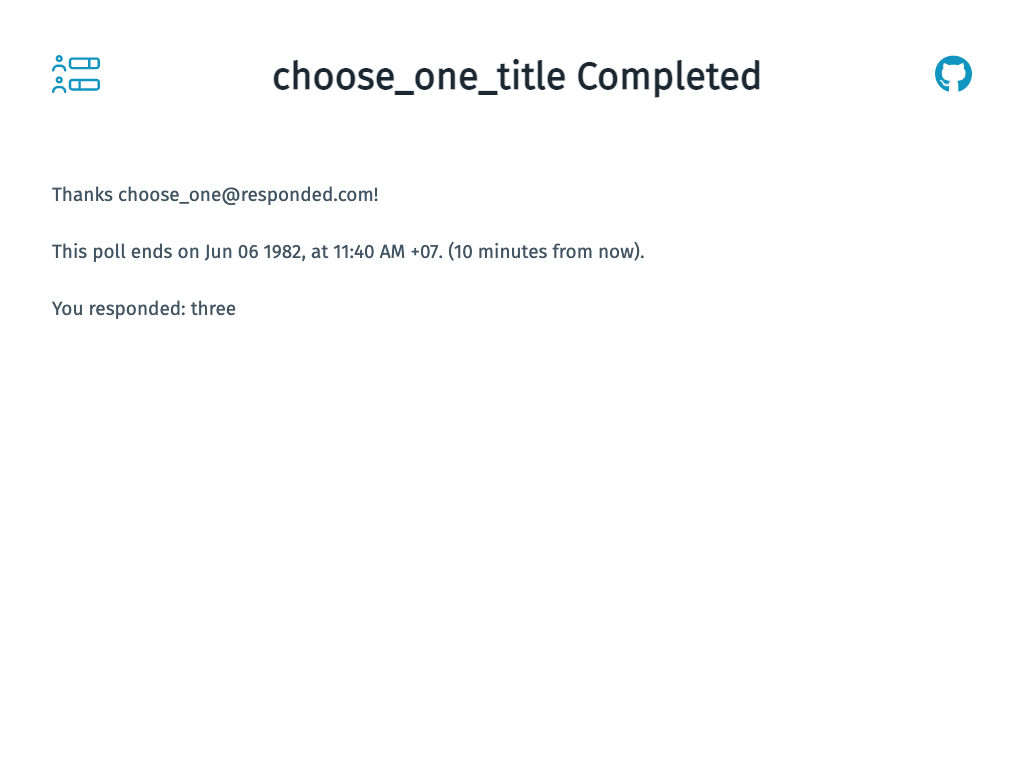 choose_one_title Completed
Thanks choose_one@responded.com!
This poll ends on Jun 06 1982, at 11:40 AM +07. (10 minutes from now).
You responded: three